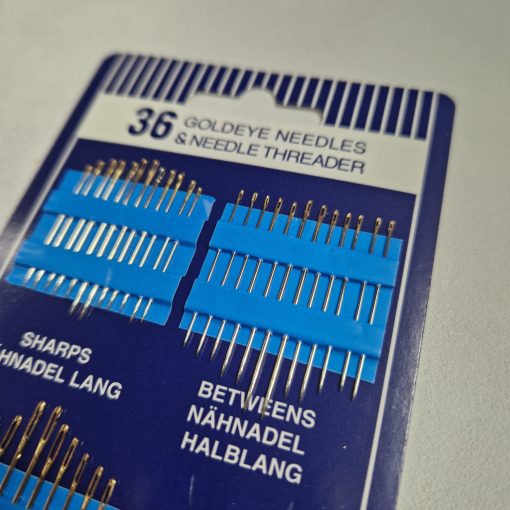 36 GOLDEYE NEEDLES
& NEEDLE THREADER
SHARPS
LANG
BETWEENS
NÄHNADEL
HALBLANG